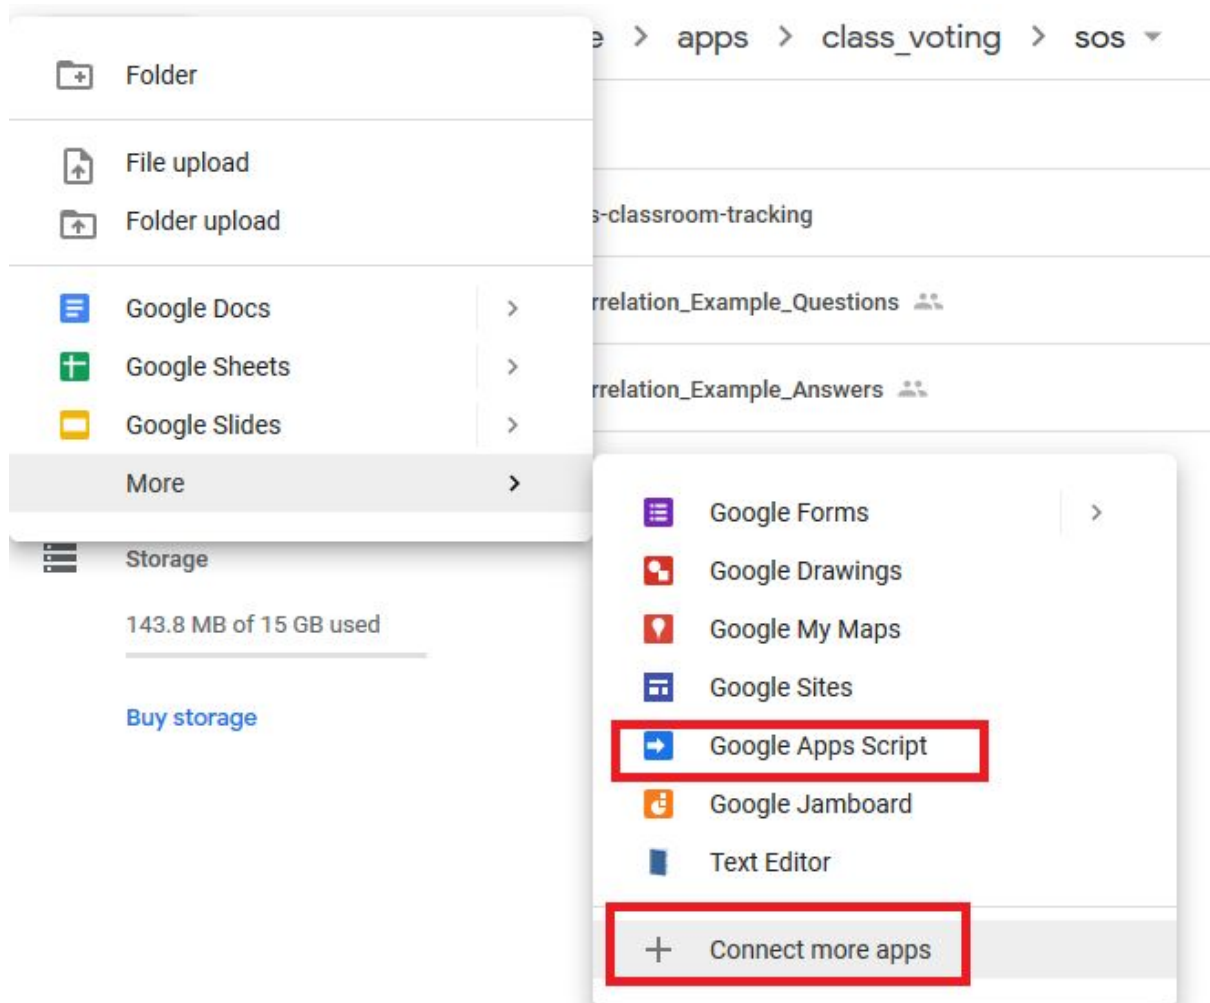 e > apps > class_voting > sos
Folder
File upload
Folder upload
s-classroom-tracking
Google Docs >
rrelation_Example_Questions
Google Sheets >
rrelation_Example_Answers
Google Slides >
More >
Google Forms >
Storage
Google Drawings
143.8 MB of 15 GB used
Google My Maps
Google Sites
Buy storage
Google Apps Script
Google Jamboard
Text Editor
+ Connect more apps